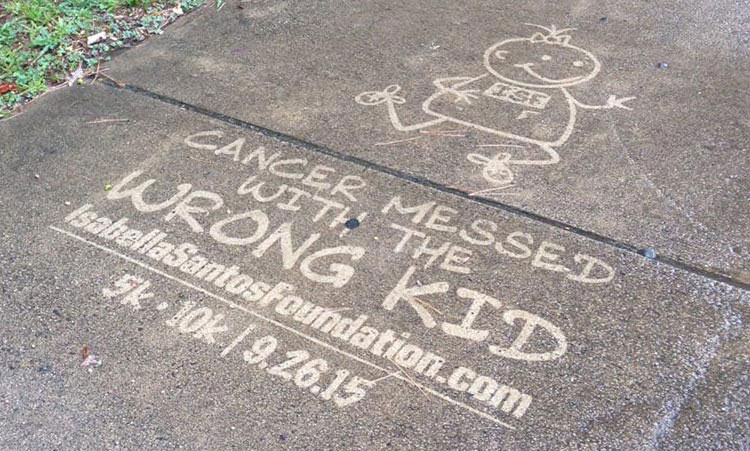 CANCER MESSED
WITH THE
WRONG KID
IsabellaSantosFoundation.com
5k · 10k | 9.26.15